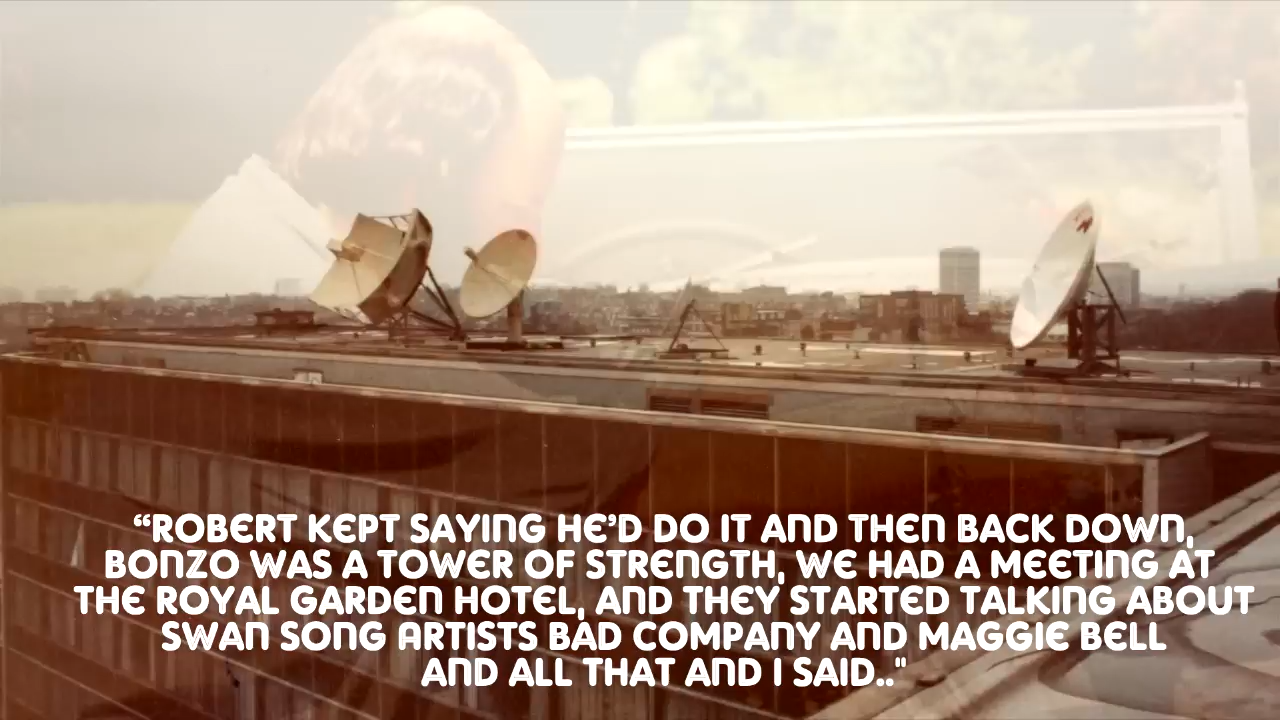 “ROBERT KEPT SAYING HE’D DO IT AND THEN BACK DOWN,
BONZO WAS A TOWER OF STRENGTH, WE HAD A MEETING AT
THE ROYAL GARDEN HOTEL, AND THEY STARTED TALKING ABOUT
SWAN SONG ARTISTS BAD COMPANY AND MAGGIE BELL
AND ALL THAT AND I SAID.."